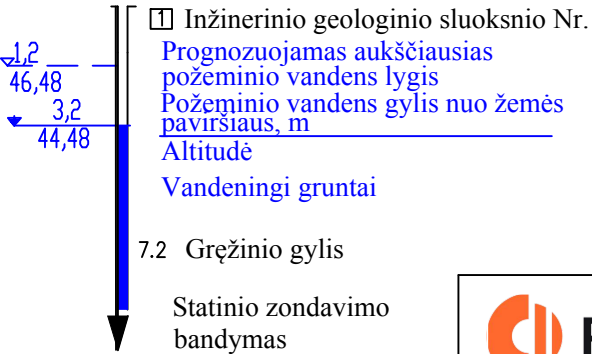 1 Inžinerinio geologinio sluoksnio Nr.
1,2
46,48
Prognozuojamas aukščiausias
požeminio vandens lygis
3,2
44,48
Požeminio vandens gylis nuo žemės
paviršiaus, m
Altitudė
Vandeningi gruntai
7.2 Gręžinio gylis
Statinio zondavimo
bandymas